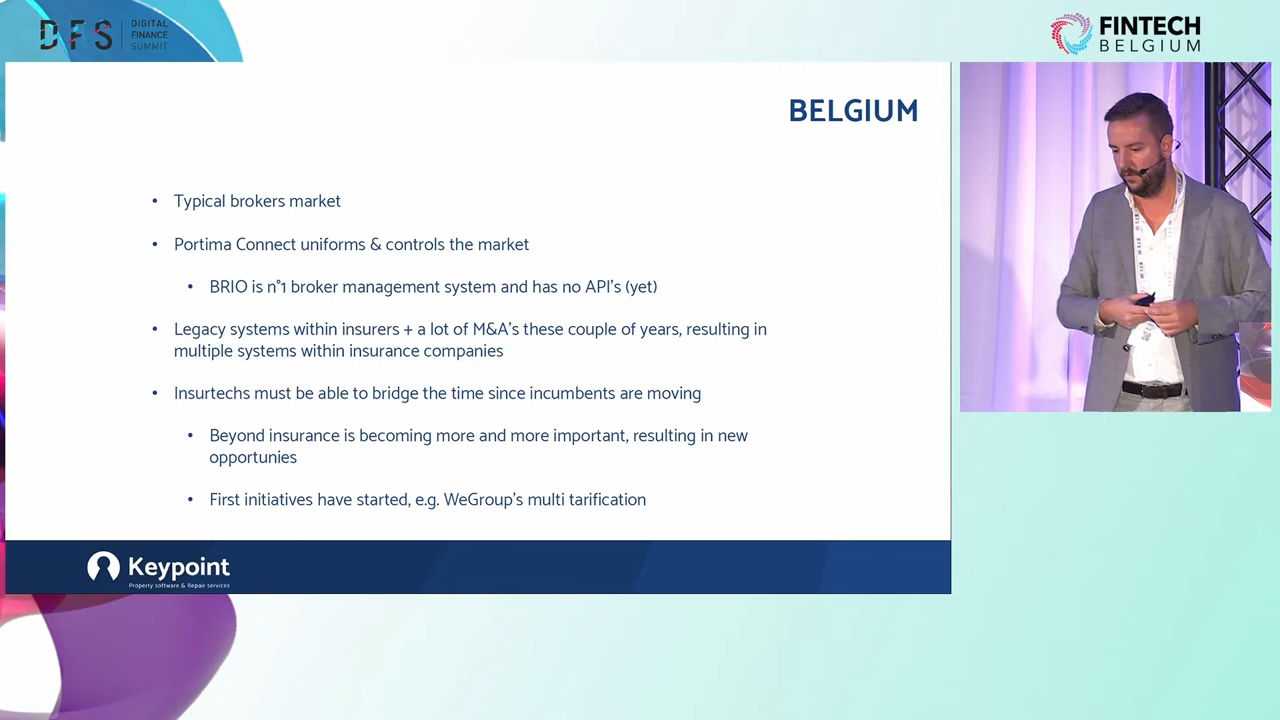 DFS
DIGITAL
FINANCE
SUMMIT
FINTECH
BELGIUM
BELGIUM
• Typical brokers market
• Portima Connect uniforms & controls the market
• BRIO is n°1 broker management system and has no API's (yet)
• Legacy systems within insurers + a lot of M&A's these couple of years, resulting in
multiple systems within insurance companies
• Insurtechs must be able to bridge the time since incumbents are moving
• Beyond insurance is becoming more and more important, resulting in new
opportunies
• First initiatives have started, e.g. WeGroup's multi tarification
Keypoint
Property software & Repair services